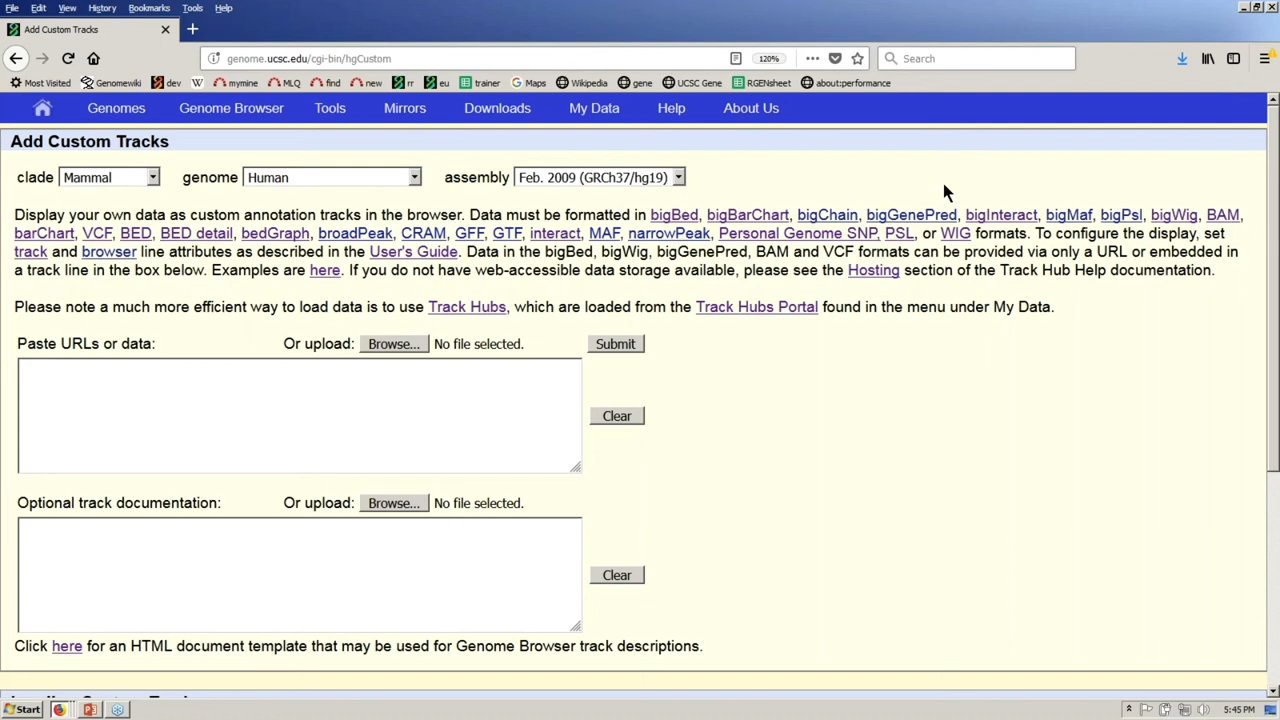 File Edit View History Bookmarks Tools Help
Add Custom Tracks
genome.ucsc.edu/cgi-bin/hgCustom 120% Search
Most Visited Genomewiki dev mymine MLQ find new rr eu trainer Maps Wikipedia gene UCSC Gene RGENsheet about:performance
Genomes Genome Browser Tools Mirrors Downloads My Data Help About Us
Add Custom Tracks
clade Mammal genome Human assembly Feb. 2009 (GRCh37/hg19)
Display your own data as custom annotation tracks in the browser. Data must be formatted in bigBed, bigBarChart, bigChain, bigGenePred, bigInteract, bigMaf, bigPsl, bigWig, BAM,
barChart, VCF, BED, BED detail, bedGraph, broadPeak, CRAM, GFF, GTF, interact, MAF, narrowPeak, Personal Genome SNP, PSL, or WIG formats. To configure the display, set
track and browser line attributes as described in the User's Guide. Data in the bigBed, bigWig, bigGenePred, BAM and VCF formats can be provided via only a URL or embedded in
a track line in the box below. Examples are here. If you do not have web-accessible data storage available, please see the Hosting section of the Track Hub Help documentation.
Please note a much more efficient way to load data is to use Track Hubs, which are loaded from the Track Hubs Portal found in the menu under My Data.
Paste URLs or data: Or upload: Browse... No file selected. Submit
Clear
Optional track documentation: Or upload: Browse... No file selected.
Clear
Click here for an HTML document template that may be used for Genome Browser track descriptions.
Start 5:45 PM